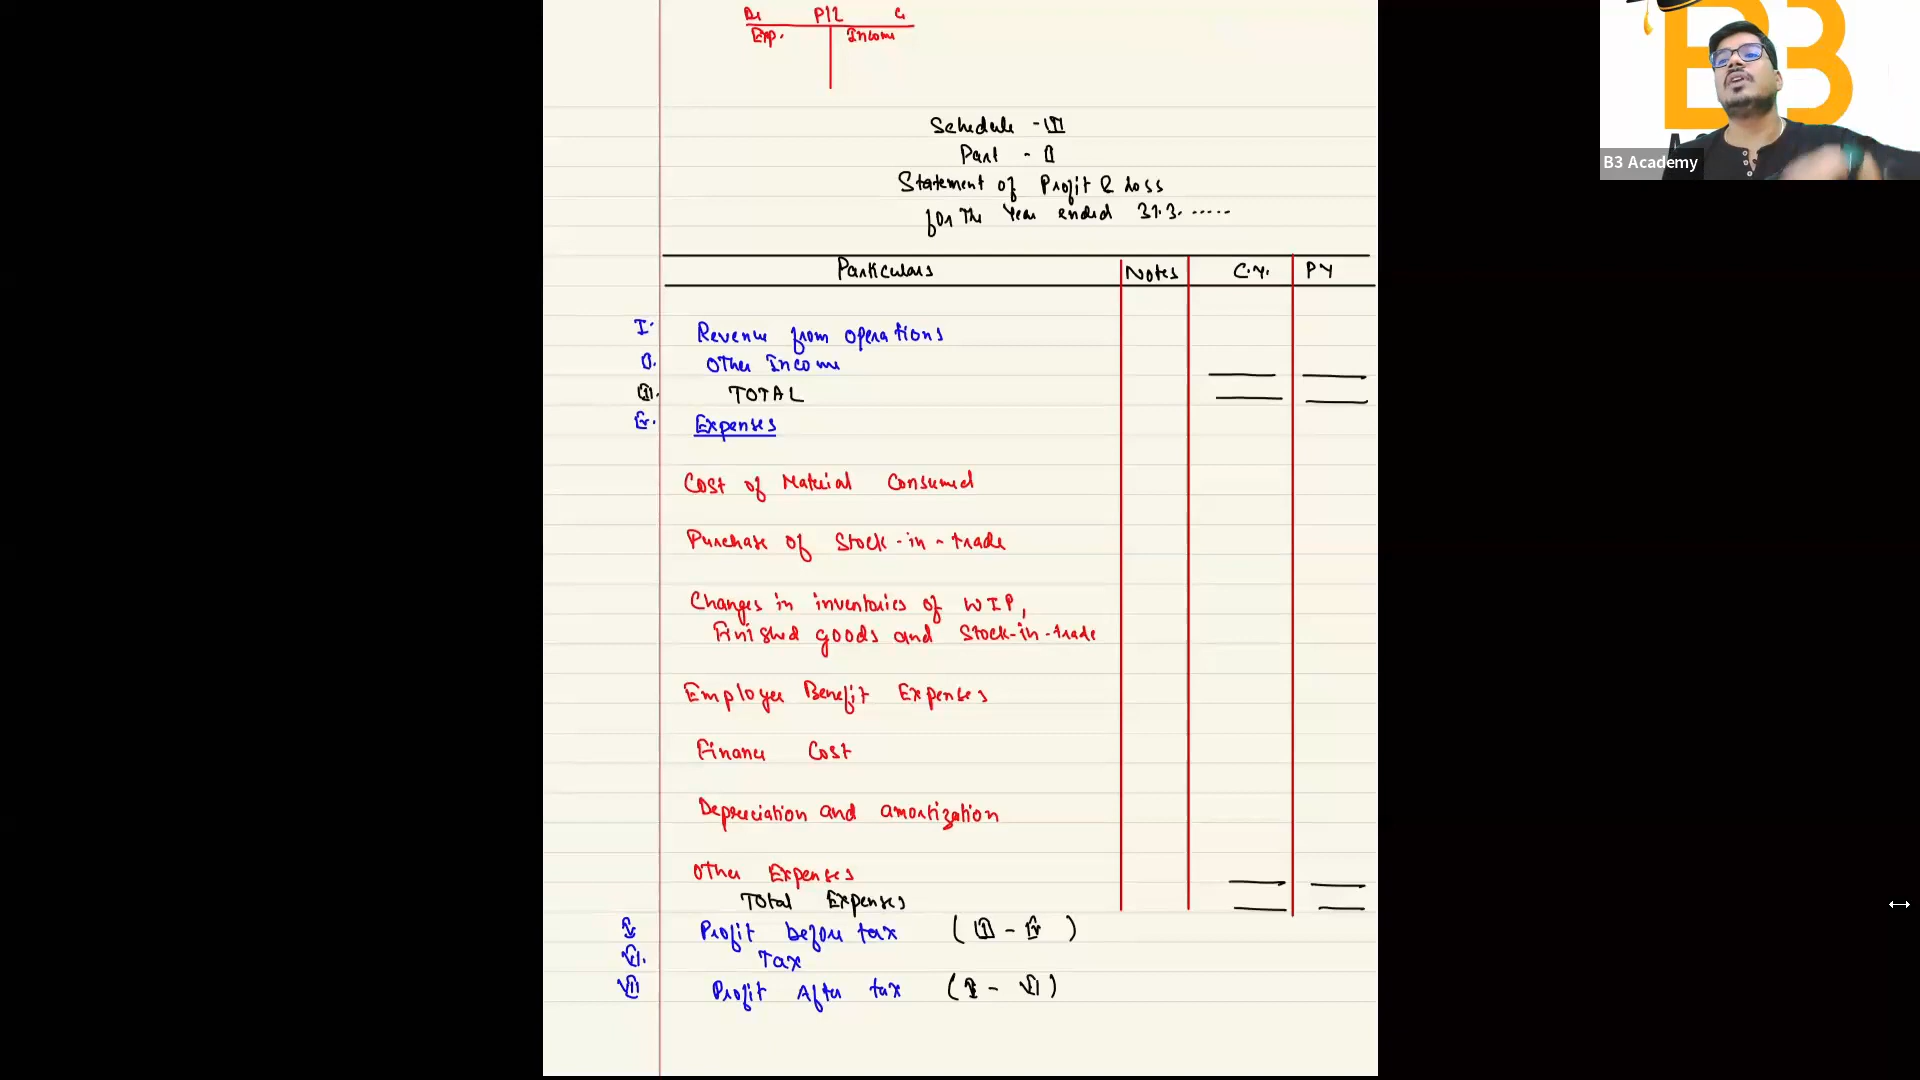 Dr P/L Cr
Exp. Income
B3
B3 Academy
Schedule - III
Part - II
Statement of Profit & Loss
for The Year ended 31.3. .....
Particulars Notes C.Y. PY
I. Revenue from operations
II. Other Income
III. TOTAL
IV. Expenses
Cost of Material Consumed
Purchase of Stock-in-trade
Changes in inventories of WIP,
Finished goods and Stock-in-trade
Employee Benefit Expenses
Finance Cost
Depreciation and amortization
Other Expenses
Total Expenses
V Profit before tax (III - IV)
VI. Tax
VII Profit After tax (V - VI)